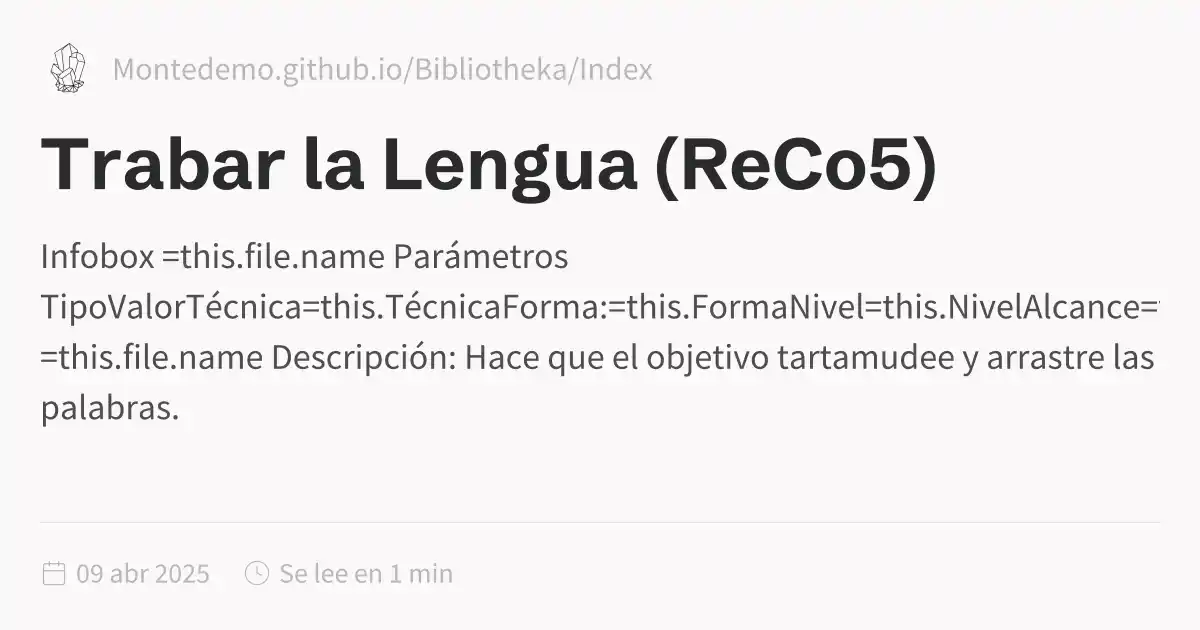 Montedemo.github.io/Bibliotheka/Index
Trabar la Lengua (ReCo5)
Infobox =this.file.name Parámetros
TipoValorTécnica=this.TécnicaForma:=this.FormaNivel=this.NivelAlcance=
=this.file.name Descripción: Hace que el objetivo tartamudee y arrastre las
palabras.
09 abr 2025
Se lee en 1 min